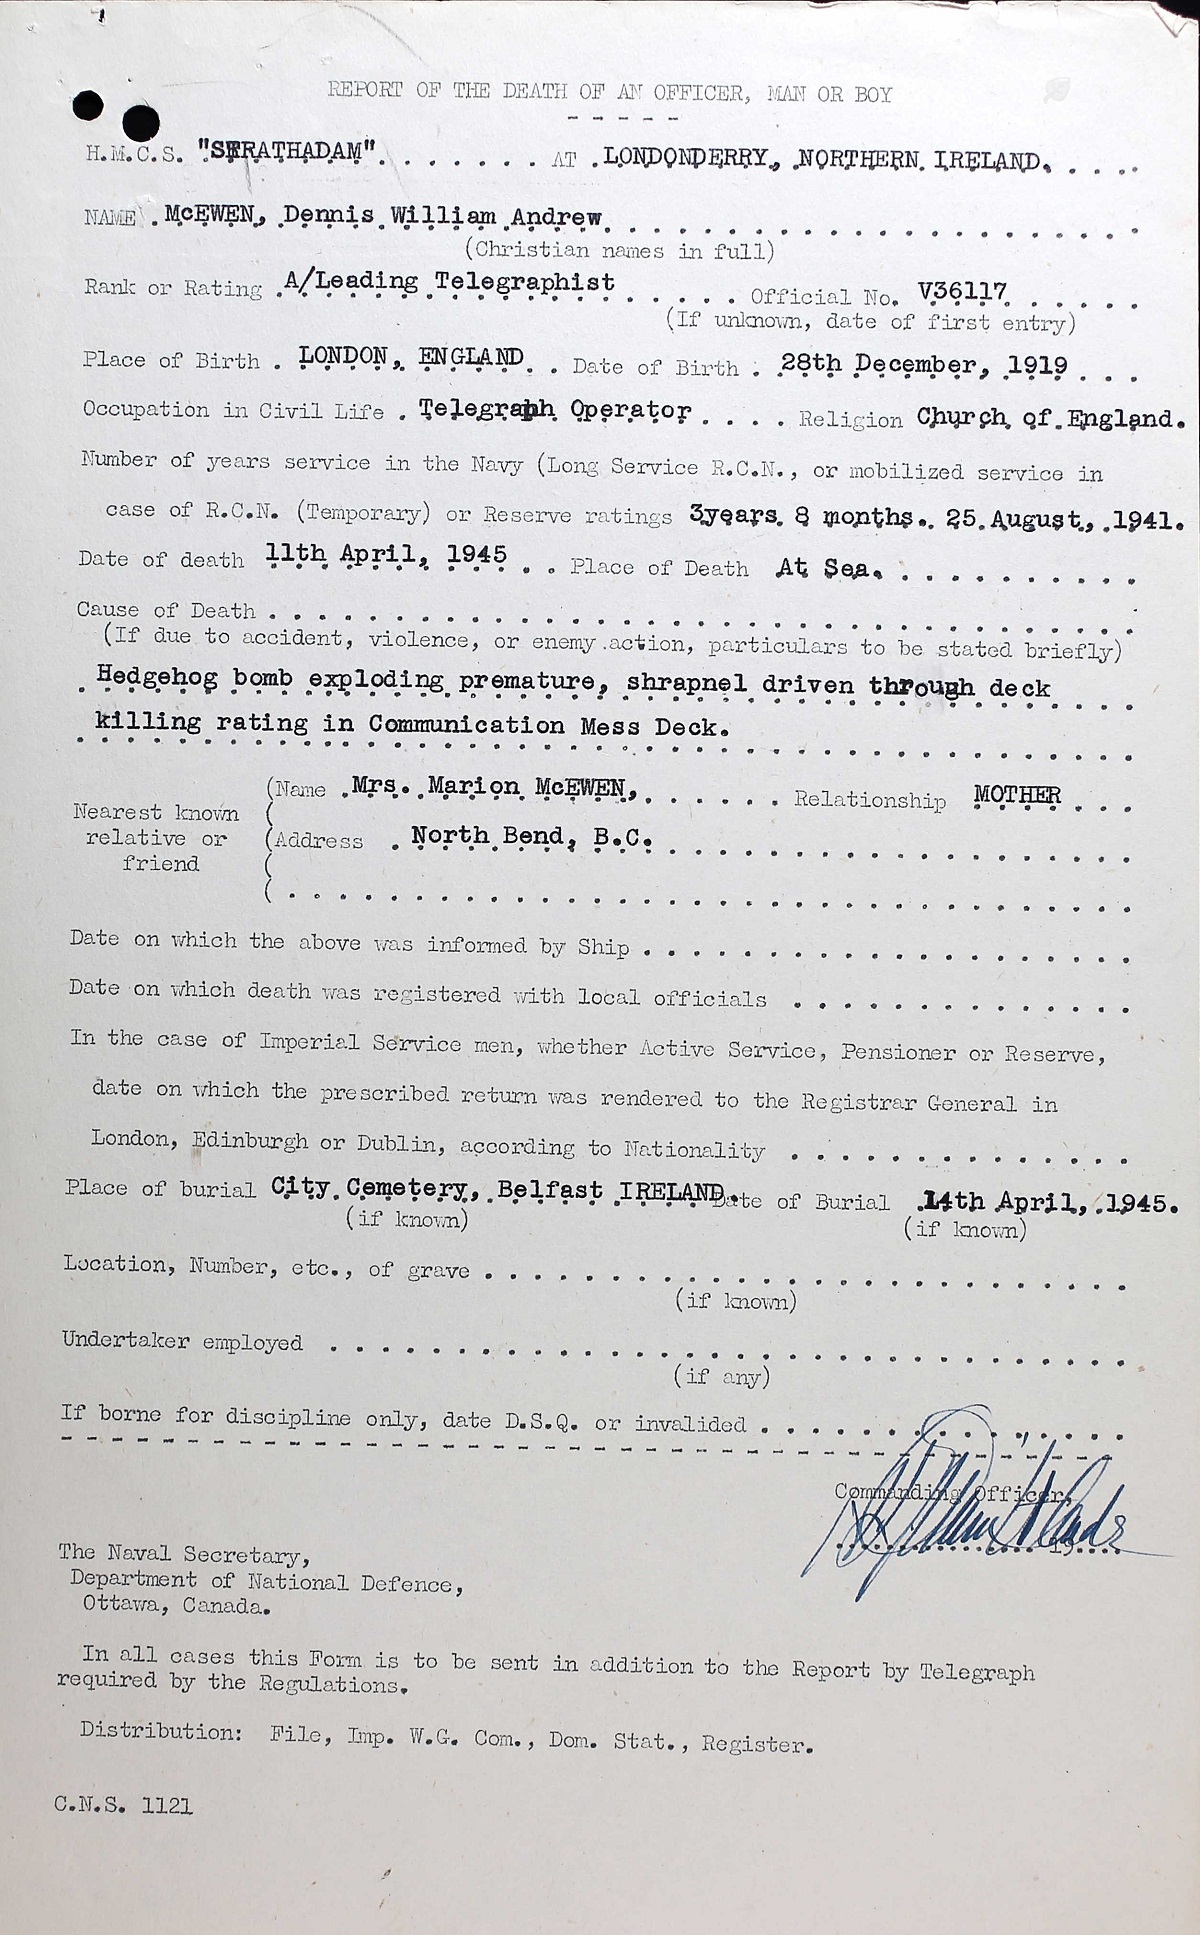 REPORT OF THE DEATH OF AN OFFICER, MAN OR BOY
- - - - -
H.M.C.S. "STRATHADAM" . . . . . . . AT . LONDONDERRY, NORTHERN IRELAND. . . . .
NAME . McEWEN, Dennis William Andrew. . . . . . . . . . . . . . . . . . . . .
(Christian names in full)
Rank or Rating . A/Leading Telegraphist . . . . . Official No. V36117 . . . . .
(If unknown, date of first entry)
Place of Birth . LONDON, ENGLAND . . Date of Birth . 28th December, 1919 . . .
Occupation in Civil Life . Telegraph Operator . . . . Religion Church of England.
Number of years service in the Navy (Long Service R.C.N., or mobilized service in
case of R.C.N. (Temporary) or Reserve ratings 3years 8 months. 25 August, 1941.
Date of death 11th April, 1945 . . Place of Death At Sea. . . . . . . . . .
Cause of Death . . . . . . . . . . . . . . . . . . . . . . . . . . . . . . . . .
(If due to accident, violence, or enemy action, particulars to be stated briefly)
. Hedgehog bomb exploding premature, shrapnel driven through deck
killing rating in Communication Mess Deck.
(Name . Mrs. Marion McEWEN, . . . . . . Relationship MOTHER . . .
Nearest known (
relative or (Address . North Bend, B.C. . . . . . . . . . . . . . . . . . .
friend (
( . . . . . . . . . . . . . . . . . . . . . . . . . . . . . . . . .
Date on which the above was informed by Ship . . . . . . . . . . . . . . . . . . .
Date on which death was registered with local officials . . . . . . . . . . . . .
In the case of Imperial Service men, whether Active Service, Pensioner or Reserve,
date on which the prescribed return was rendered to the Registrar General in
London, Edinburgh or Dublin, according to Nationality . . . . . . . . . . . . .
Place of burial City Cemetery, Belfast IRELAND. Date of Burial . 14th April, 1945.
(if known) (if known)
Location, Number, etc., of grave . . . . . . . . . . . . . . . . . . . . . . . . .
(if known)
Undertaker employed . . . . . . . . . . . . . . . . . . . . . . . . . . . . . . .
(if any)
If borne for discipline only, date D.S.Q. or invalided . . . . . . . . . . . . . .
Commanding Officer,
. . . . . . . . . . . . . . 19 . . . .
The Naval Secretary,
Department of National Defence,
Ottawa, Canada.
In all cases this Form is to be sent in addition to the Report by Telegraph
required by the Regulations.
Distribution: File, Imp. W.G. Com., Dom. Stat., Register.
C.N.S. 1121